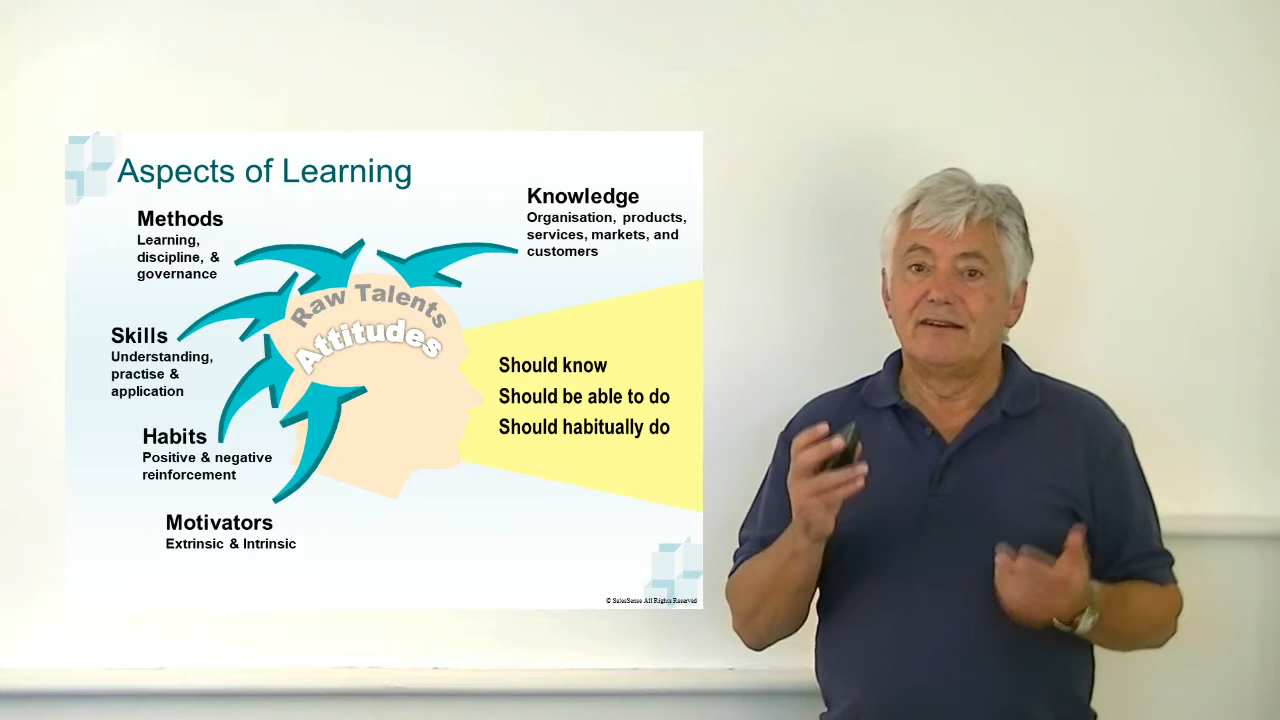 Aspects of Learning
Methods
Learning,
discipline, &
governance
Knowledge
Organisation, products,
services, markets, and
customers
Raw Talents
Attitudes
Skills
Understanding,
practise &
application
Should know
Should be able to do
Should habitually do
Habits
Positive & negative
reinforcement
Motivators
Extrinsic & Intrinsic
© SalesSense All Rights Reserved